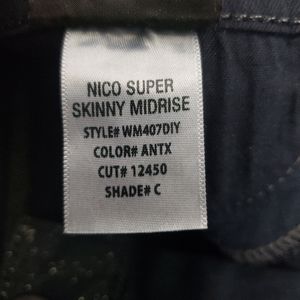 NICO SUPER
SKINNY MIDRISE
STYLE# WM407DIY
COLOR# ANTX
CUT# 12450
SHADE# C